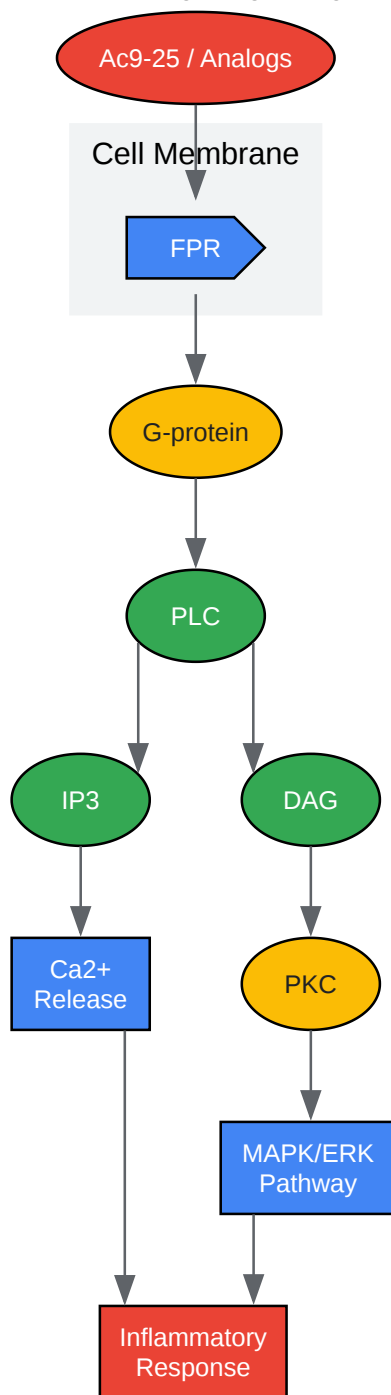 Ac9-25 / Analogs
Cell Membrane
FPR
G-protein
PLC
IP3
DAG
Ca2+
Release
PKC
MAPK/ERK
Pathway
Inflammatory
Response